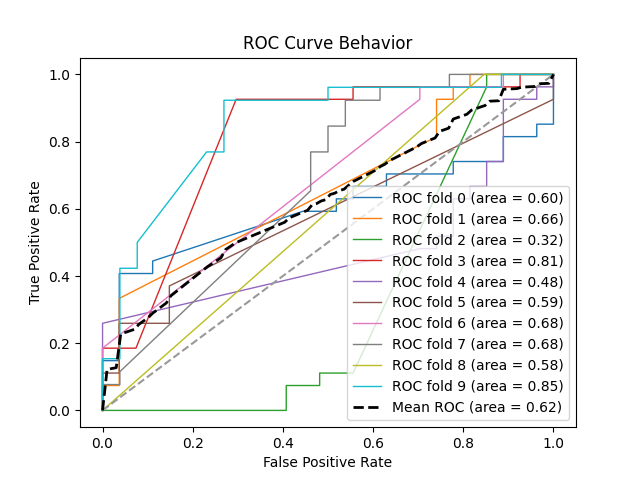 ROC Curve Behavior
True Positive Rate
1.0
0.8
0.6
0.4
0.2
0.0
ROC fold 0 (area = 0.60)
ROC fold 1 (area = 0.66)
ROC fold 2 (area = 0.32)
ROC fold 3 (area = 0.81)
ROC fold 4 (area = 0.48)
ROC fold 5 (area = 0.59)
ROC fold 6 (area = 0.68)
ROC fold 7 (area = 0.68)
ROC fold 8 (area = 0.58)
ROC fold 9 (area = 0.85)
Mean ROC (area = 0.62)
0.0 0.2 0.4 0.6 0.8 1.0
False Positive Rate